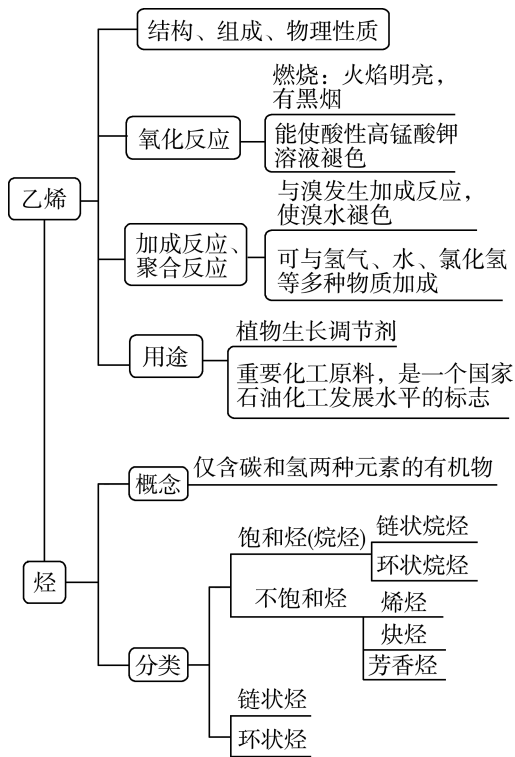 结构、组成、物理性质
燃烧：火焰明亮，
有黑烟
氧化反应
能使酸性高锰酸钾
溶液褪色
乙烯
与溴发生加成反应，
使溴水褪色
加成反应、
聚合反应
可与氢气、水、氯化氢
等多种物质加成
植物生长调节剂
用途
重要化工原料，是一个国家
石油化工发展水平的标志
概念
仅含碳和氢两种元素的有机物
烃
饱和烃(烷烃)
链状烷烃
环状烷烃
不饱和烃
烯烃
炔烃
芳香烃
分类
链状烃
环状烃